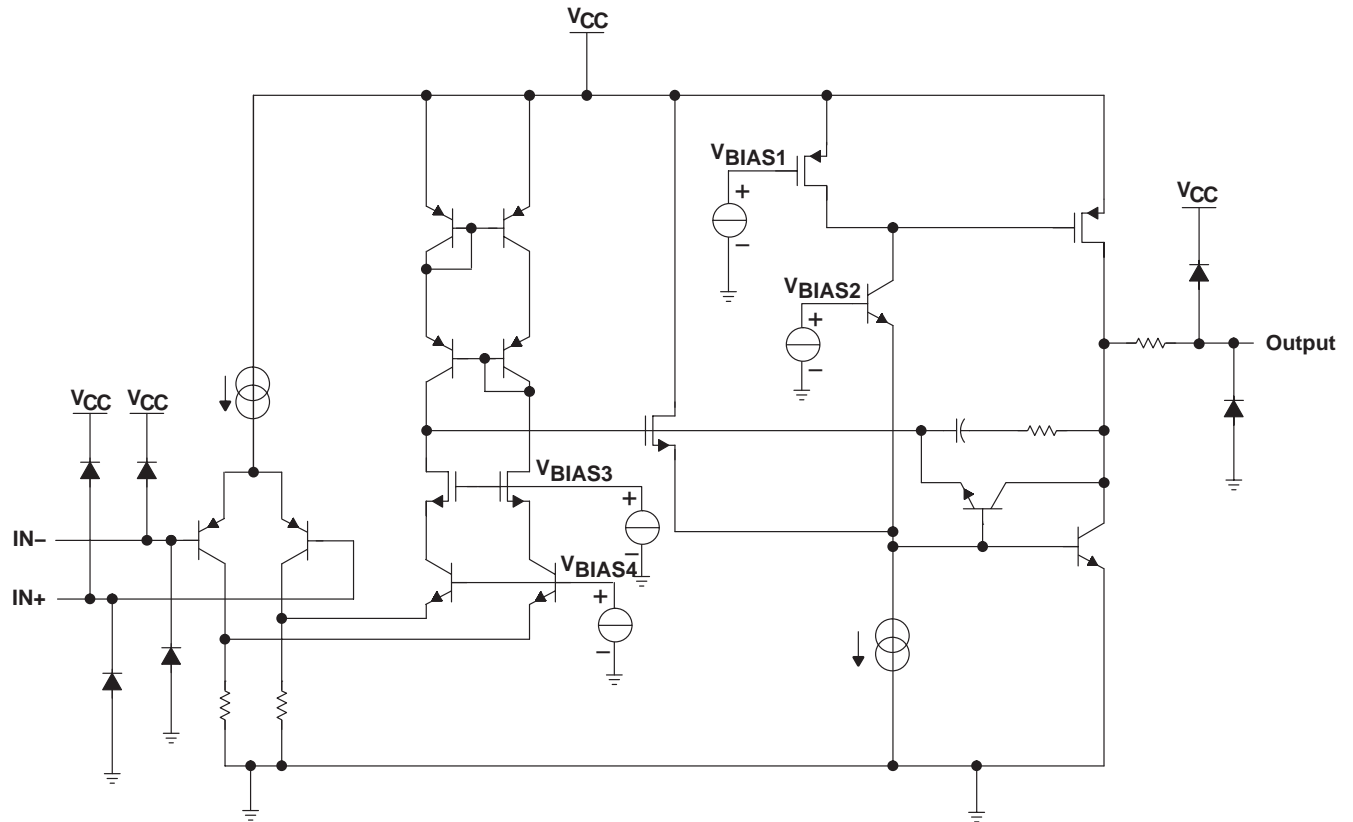 VCC
VBIAS1
+
−
VCC
VBIAS2
+
−
Output
VCC
VCC
VBIAS3
+
−
IN−
VBIAS4
+
−
IN+